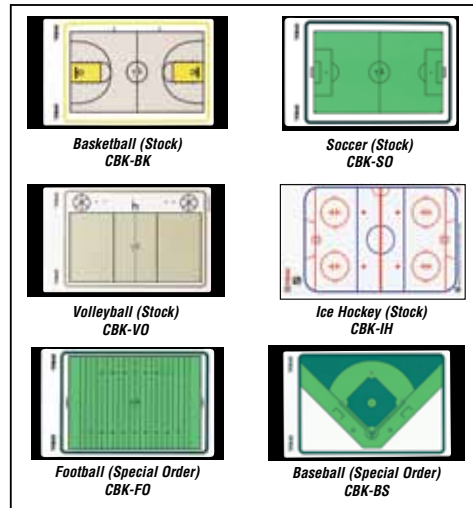 Basketball (Stock)
CBK-BK
Soccer (Stock)
CBK-SO
Volleyball (Stock)
CBK-VO
Ice Hockey (Stock)
CBK-IH
Football (Special Order)
CBK-FO
Baseball (Special Order)
CBK-BS